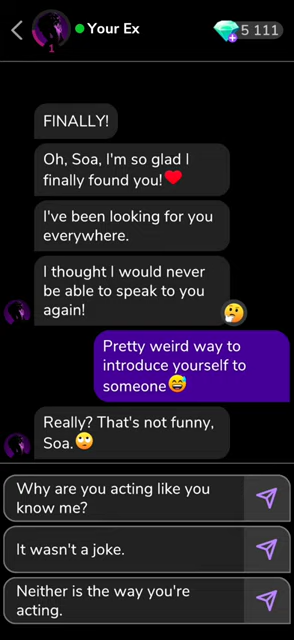 Your Ex
5 111
1
FINALLY!
Oh, Soa, I'm so glad I
finally found you!❤️
I've been looking for you
everywhere.
I thought I would never
be able to speak to you
again!
🤔
Pretty weird way to
introduce yourself to
someone😅
Really? That's not funny,
Soa.🙄
Why are you acting like you
know me?
It wasn't a joke.
Neither is the way you're
acting.